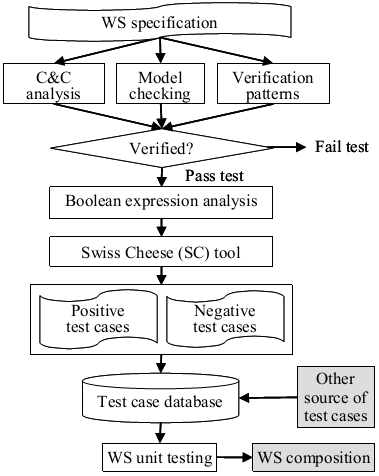 WS specification
C&C
analysis
Model
checking
Verification
patterns
Verified?
Fail test
Pass test
Boolean expression analysis
Swiss Cheese (SC) tool
Positive
test cases
Negative
test cases
Test case database
Other
source of
test cases
WS unit testing
WS composition